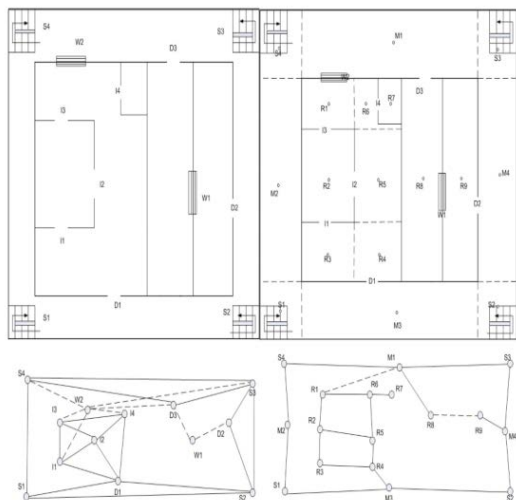 S4
S3
W2
D3
I4
I3
I2
W1
D2
I1
S1
D1
S2
M1
S4
S3
W2
D3
R1
R6
I4
R7
I3
R2
I2
R5
R8
R9
M4
M2
W1
D2
I1
R3
R4
D1
S1
M3
S2
S4
W2
D3
S3
I3
I4
D2
I2
W1
I1
D1
S1
S2
S4
M1
S3
R1
R6
R7
R8
R9
M2
R2
R5
M4
R3
R4
S1
M3
S2